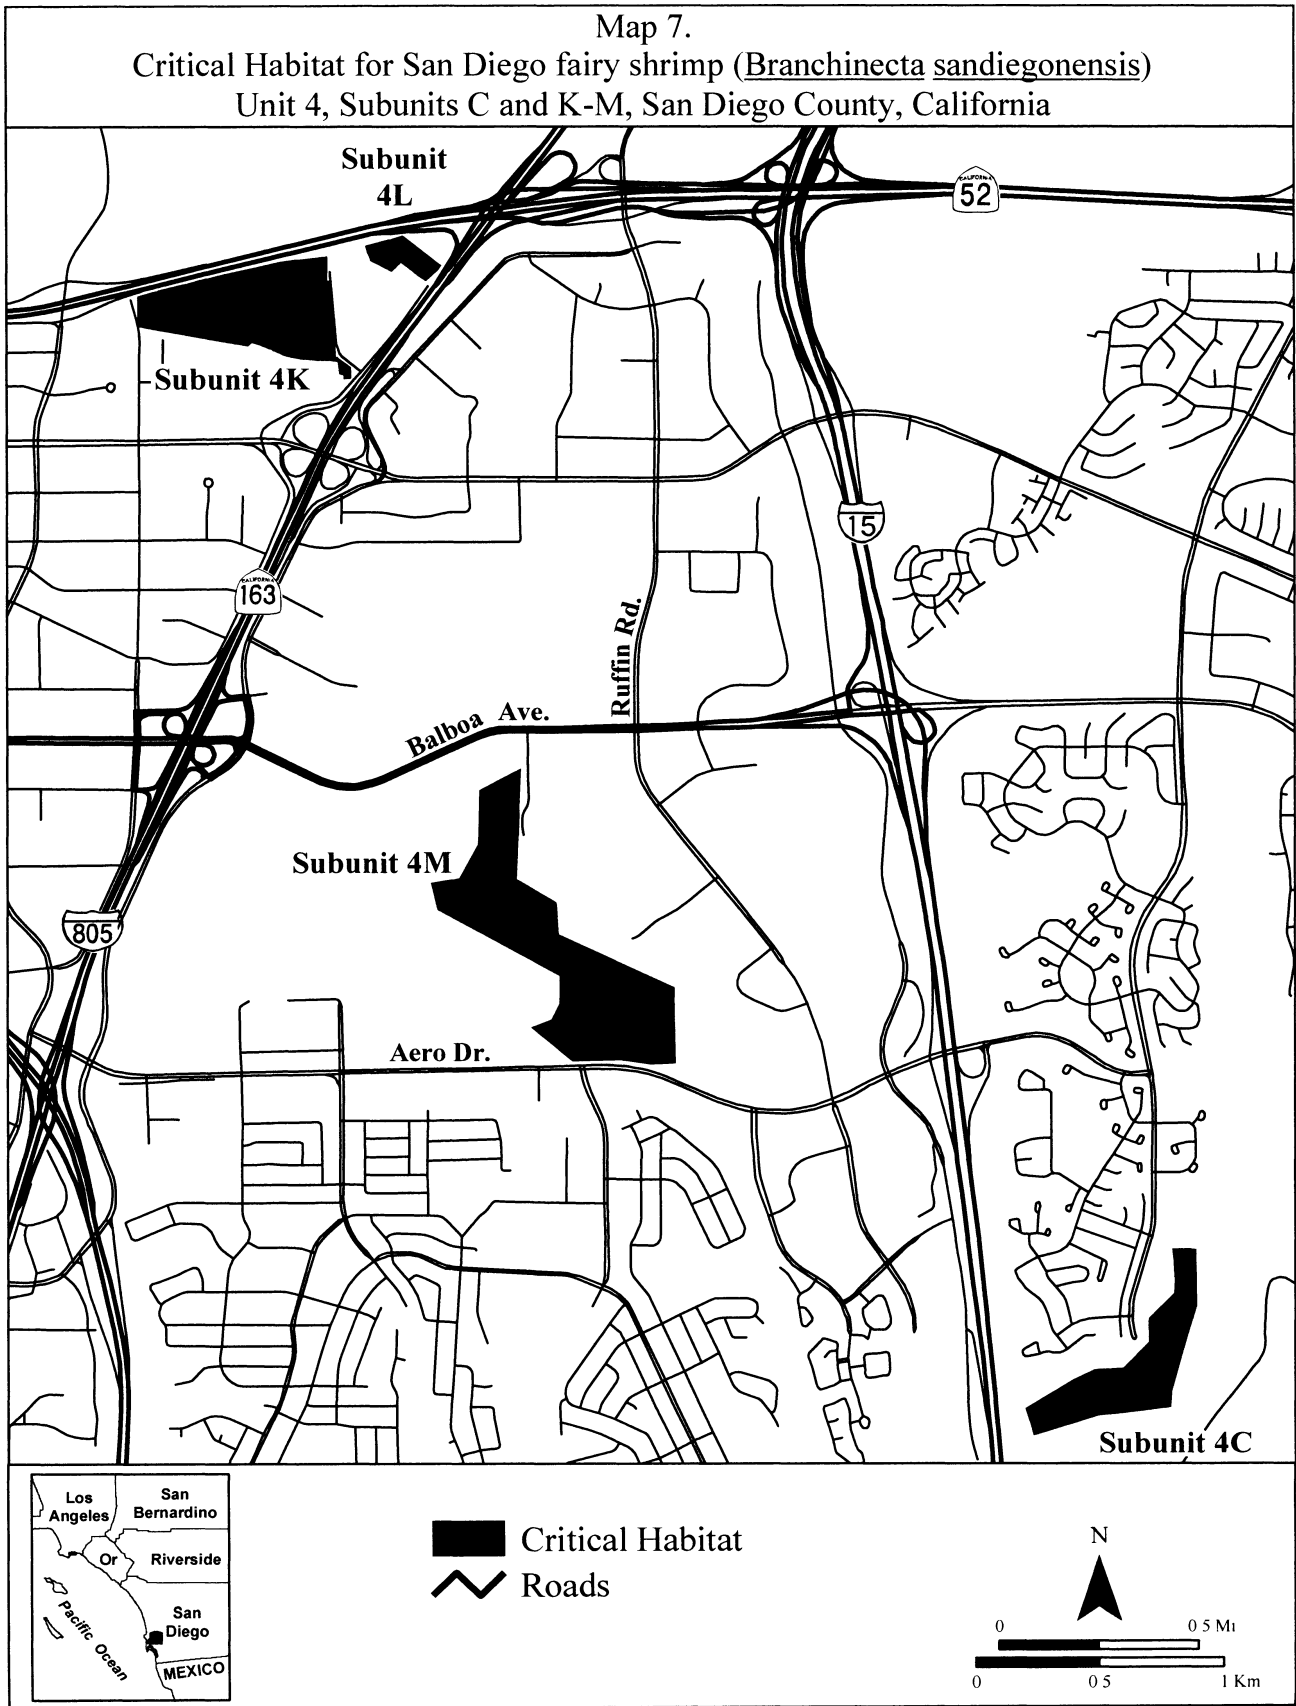 Map 7.
Critical Habitat for San Diego fairy shrimp (Branchinecta sandiegonensis)
Unit 4, Subunits C and K-M, San Diego County, California
Subunit
4L
CALIFORNIA
52
Subunit 4K
15
CALIFORNIA
163
Ruffin Rd.
Balboa Ave.
Subunit 4M
805
Aero Dr.
Subunit 4C
Los
Angeles
San
Bernardino
Or
Riverside
San
Diego
Pacific Ocean
MEXICO
Critical Habitat
Roads
N
0 0 5 Mi
0 0 5 1 Km